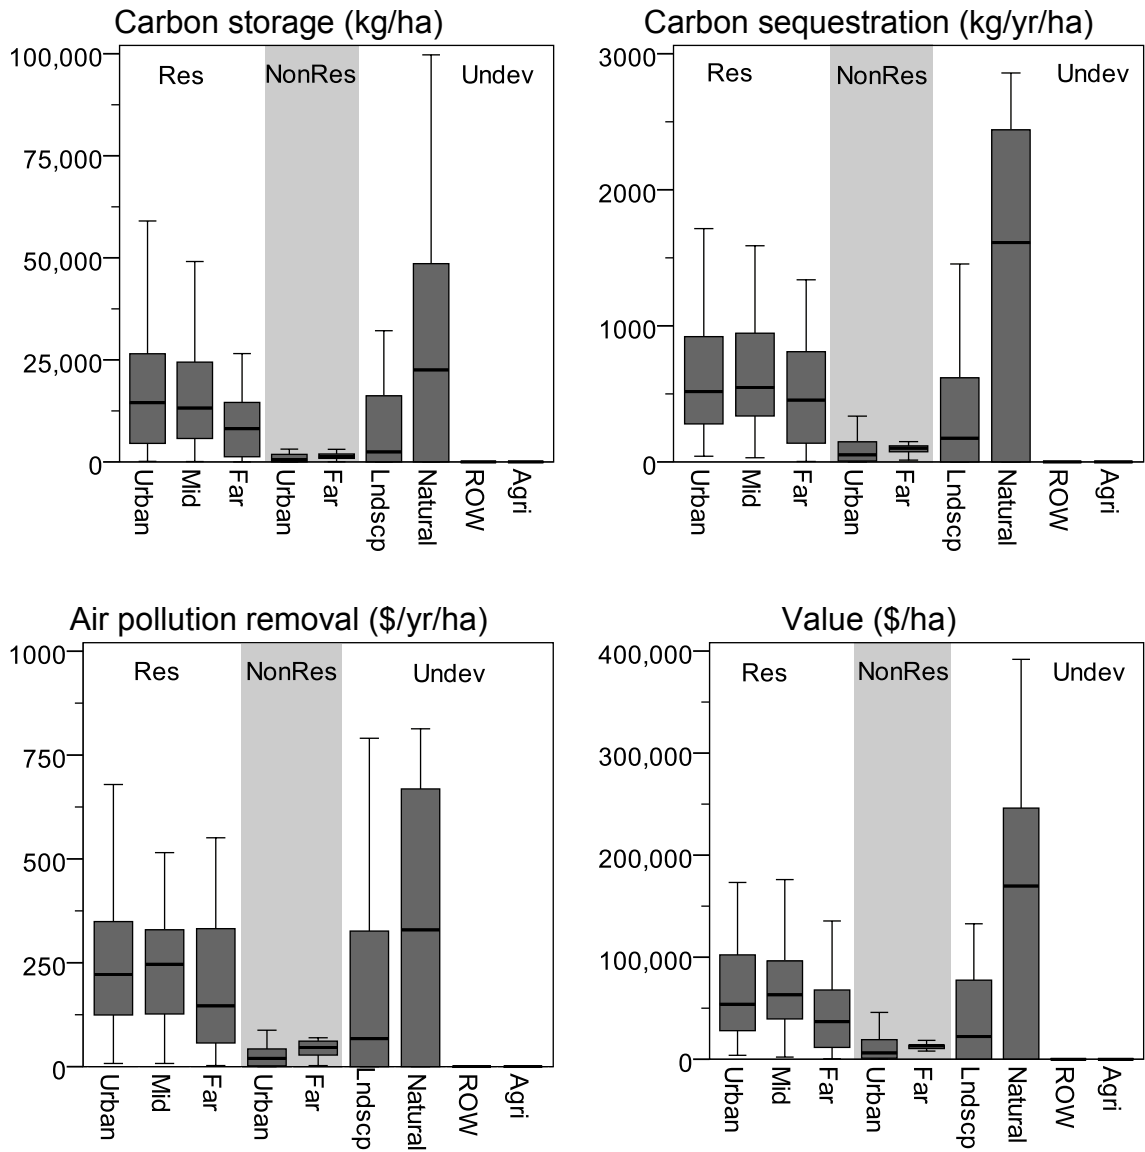 Carbon storage (kg/ha)
100,000
75,000
50,000
25,000
0
Res
NonRes
Undev
Urban
Mid
Far
Urban
Far
Lndscp
Natural
ROW
Agri
Carbon sequestration (kg/yr/ha)
3000
2000
1000
0
Res
NonRes
Undev
Urban
Mid
Far
Urban
Far
Lndscp
Natural
ROW
Agri
Air pollution removal ($/yr/ha)
1000
750
500
250
0
Res
NonRes
Undev
Urban
Mid
Far
Urban
Far
Lndscp
Natural
ROW
Agri
Value ($/ha)
400,000
300,000
200,000
100,000
0
Res
NonRes
Undev
Urban
Mid
Far
Urban
Far
Lndscp
Natural
ROW
Agri